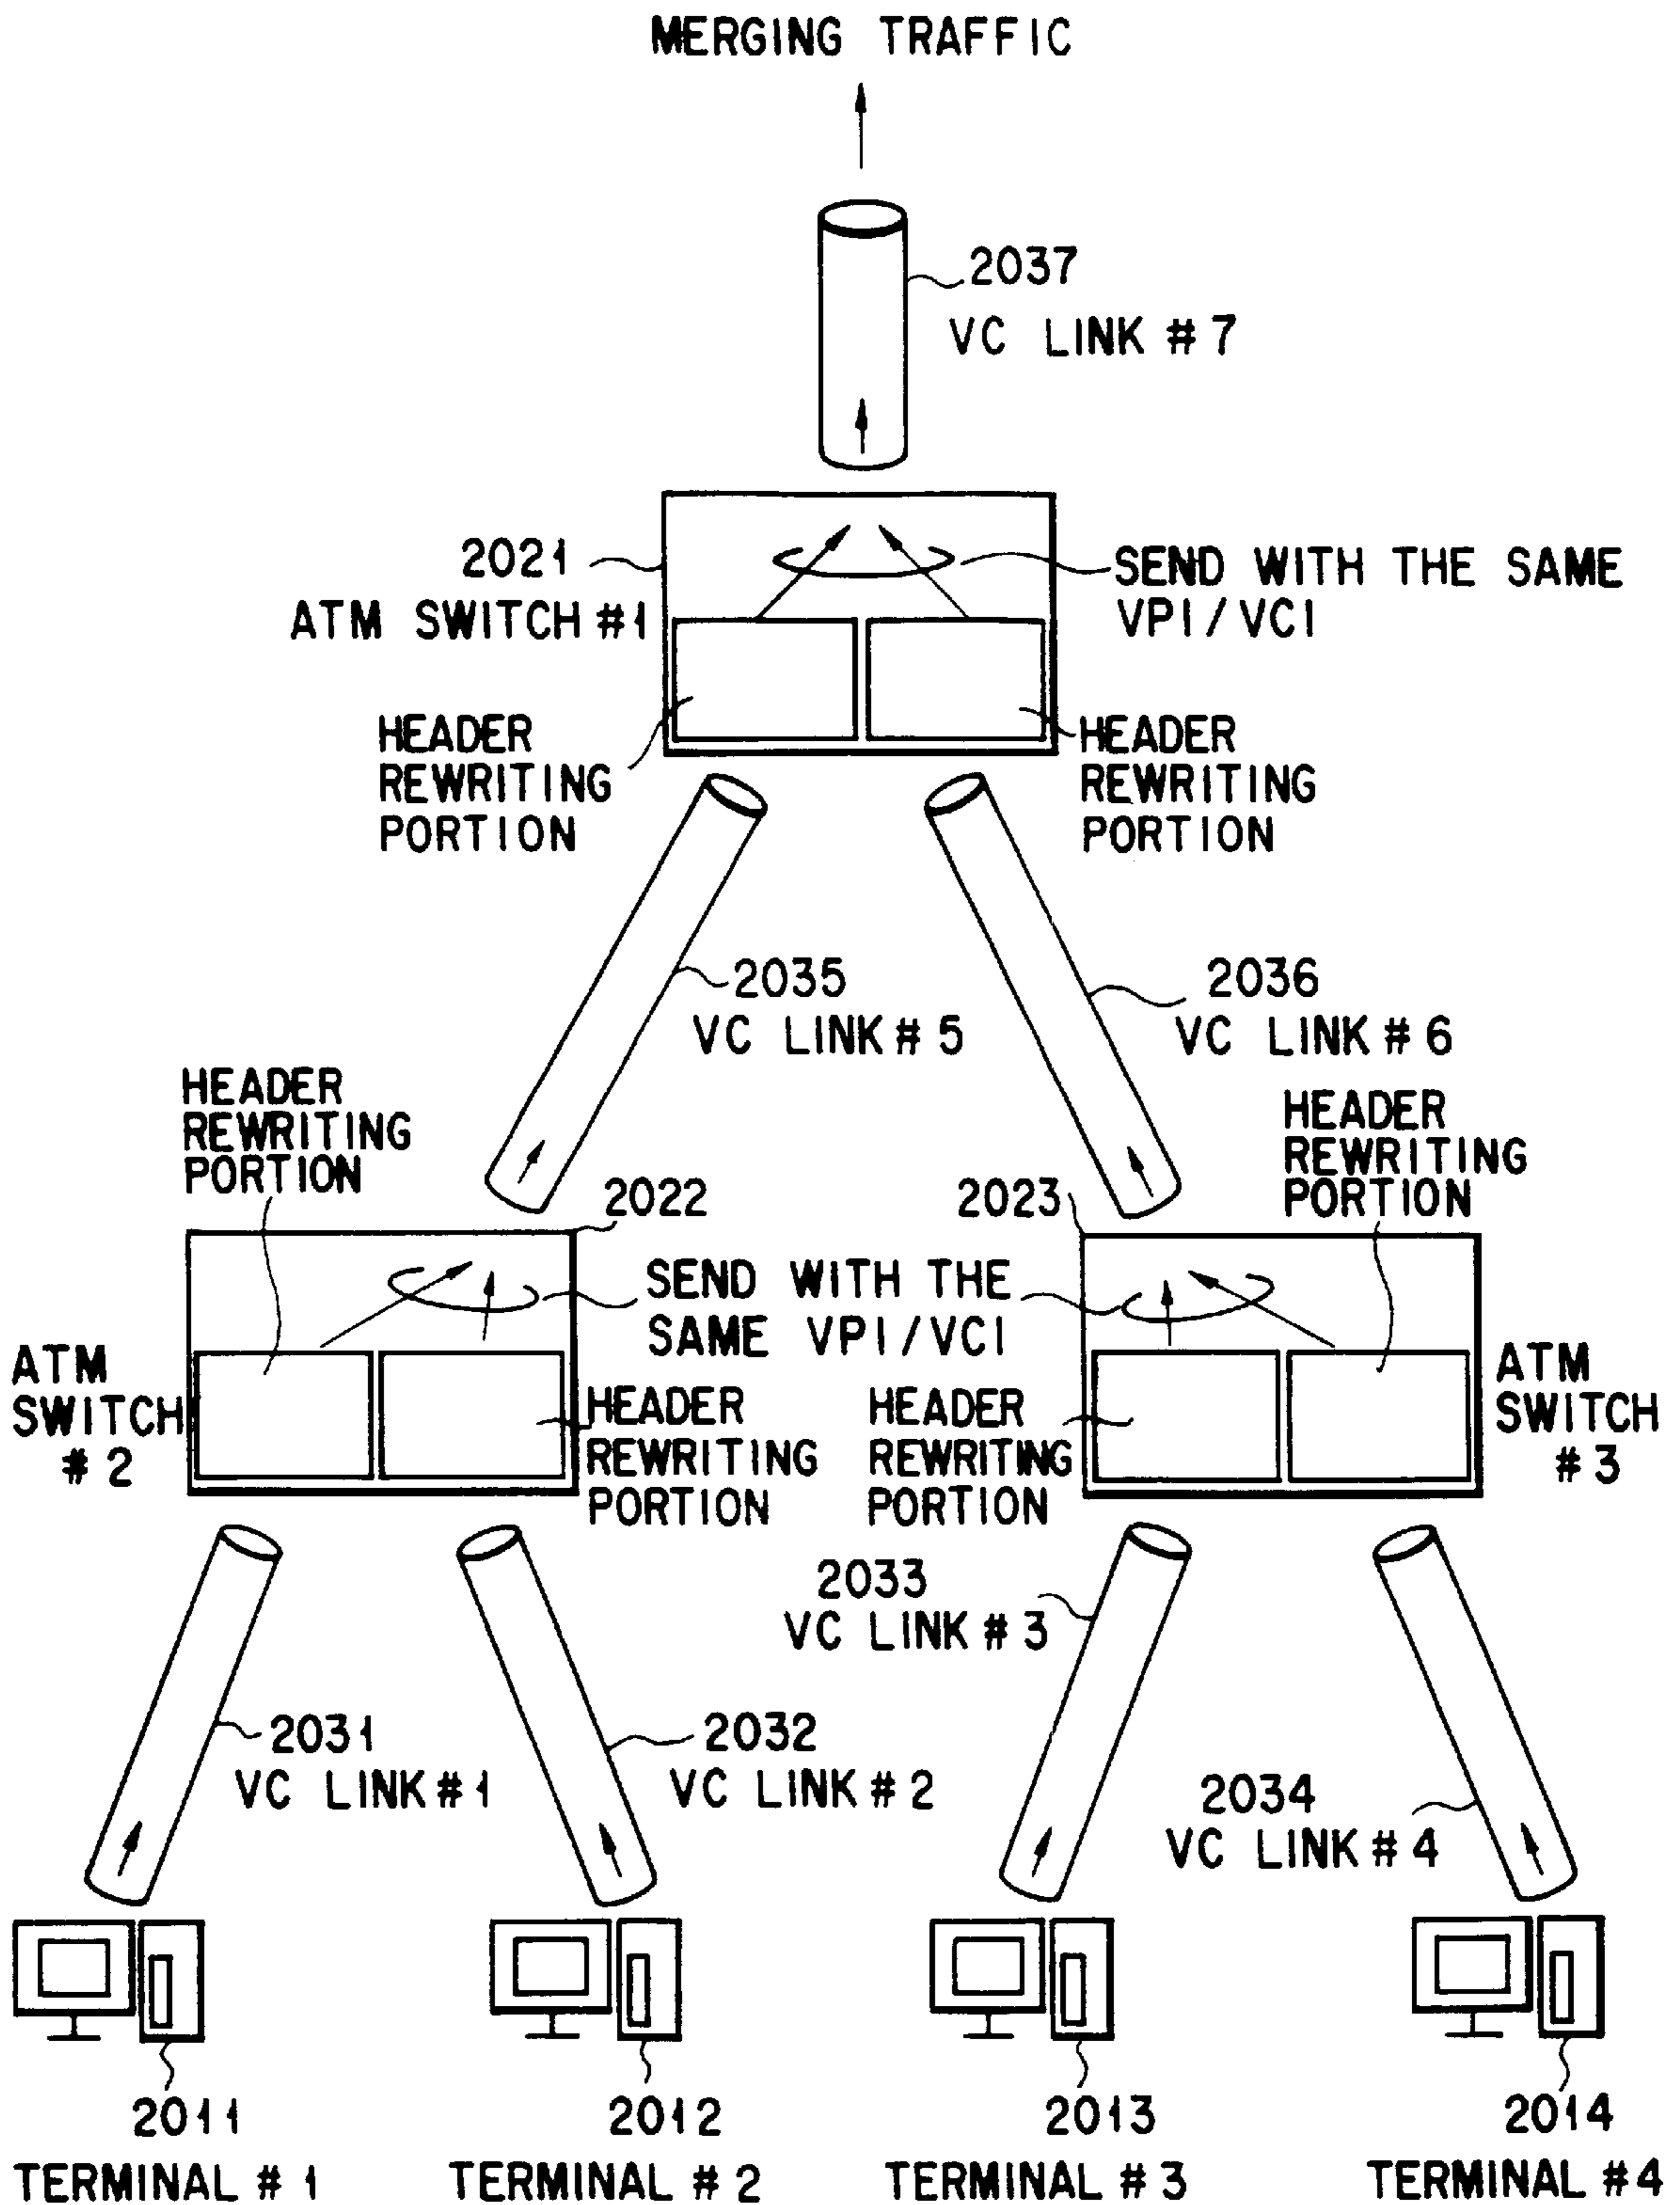 MERGING TRAFFIC
2037
VC LINK #7
2021
ATM SWITCH #1
SEND WITH THE SAME
VPI/VCI
HEADER
REWRITING
PORTION
HEADER
REWRITING
PORTION
2035
VC LINK #5
2036
VC LINK #6
HEADER
REWRITING
PORTION
HEADER
REWRITING
PORTION
2022
2023
SEND WITH THE
SAME VPI/VCI
ATM
SWITCH
#2
HEADER
REWRITING
PORTION
HEADER
REWRITING
PORTION
ATM
SWITCH
#3
2033
VC LINK #3
2031
VC LINK #1
2032
VC LINK #2
2034
VC LINK #4
2011
TERMINAL #1
2012
TERMINAL #2
2013
TERMINAL #3
2014
TERMINAL #4